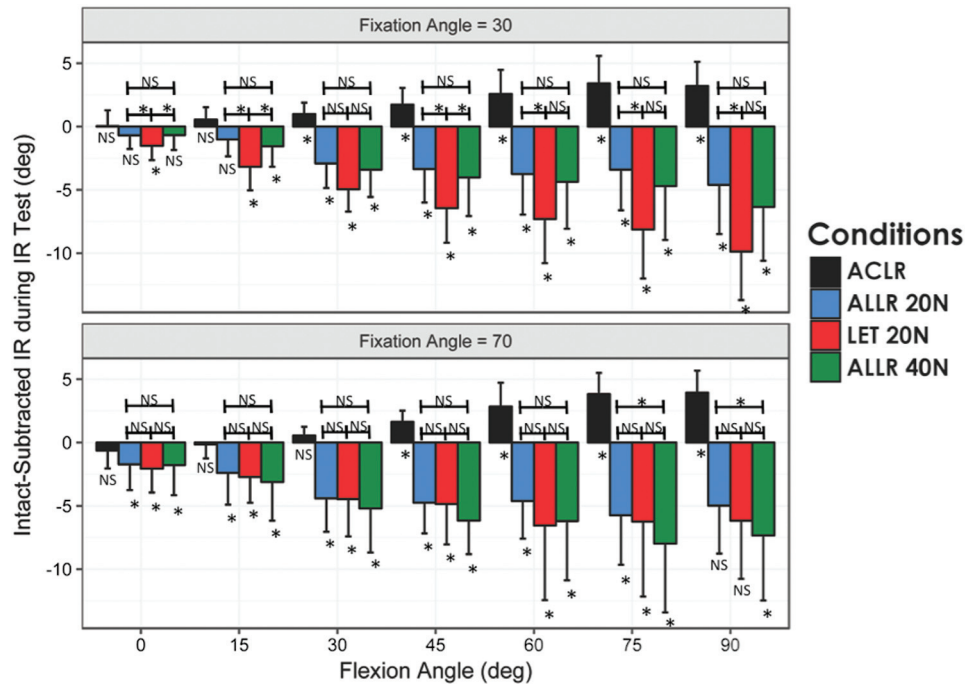 Fixation Angle = 30
NS NS NS NS NS NS NS
* * * * NS NS * * * NS * NS * NS
5
0
-5
-10
NS NS * * * * *
NS NS * * * * *
* * * * * * *
NS * * * * * *
Fixation Angle = 70
NS NS NS NS NS * *
NS NS NS NS NS NS NS NS NS NS NS NS NS NS
5
0
-5
-10
NS NS NS * * * *
* * * * * * NS
* * * * * * NS
* * * * * * *
0 15 30 45 60 75 90
Flexion Angle (deg)
Intact-Subtracted IR during IR Test (deg)
Conditions
ACLR
ALLR 20N
LET 20N
ALLR 40N